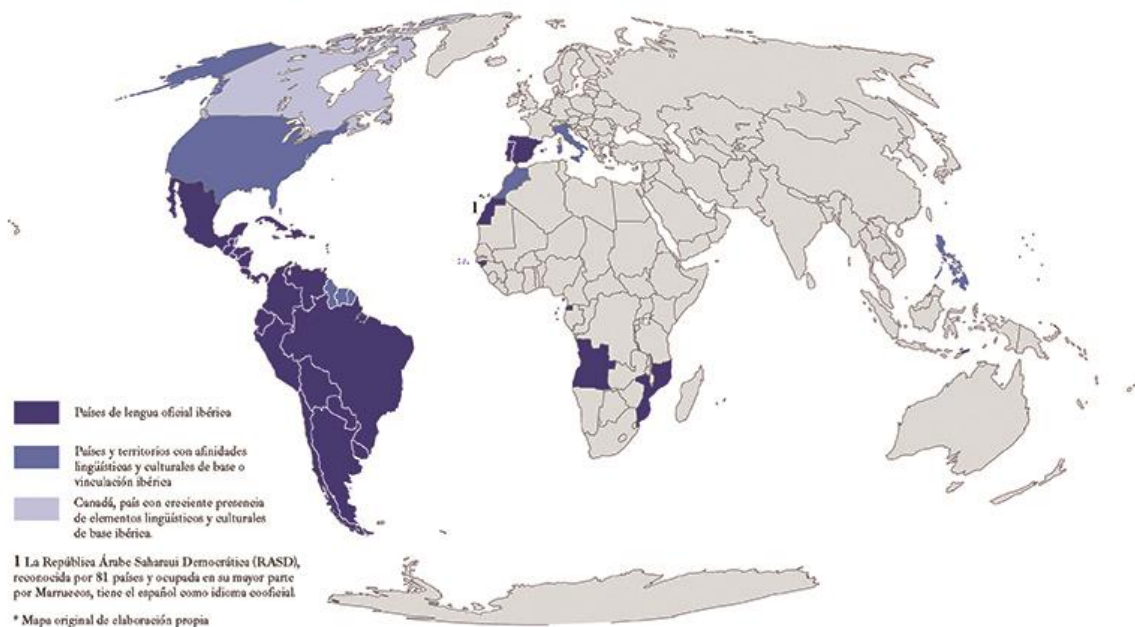 1
Países de lengua oficial ibérica
Países y territorios con afinidades
lingüísticas y culturales de base o
vinculación ibérica
Canadá, país con creciente presencia
de elementos lingüísticos y culturales
de base ibérica.
1 La República Árabe Saharaui Democrática (RASD),
reconocida por 81 países y ocupada en su mayor parte
por Marruecos, tiene el español como idioma cooficial.
* Mapa original de elaboración propia